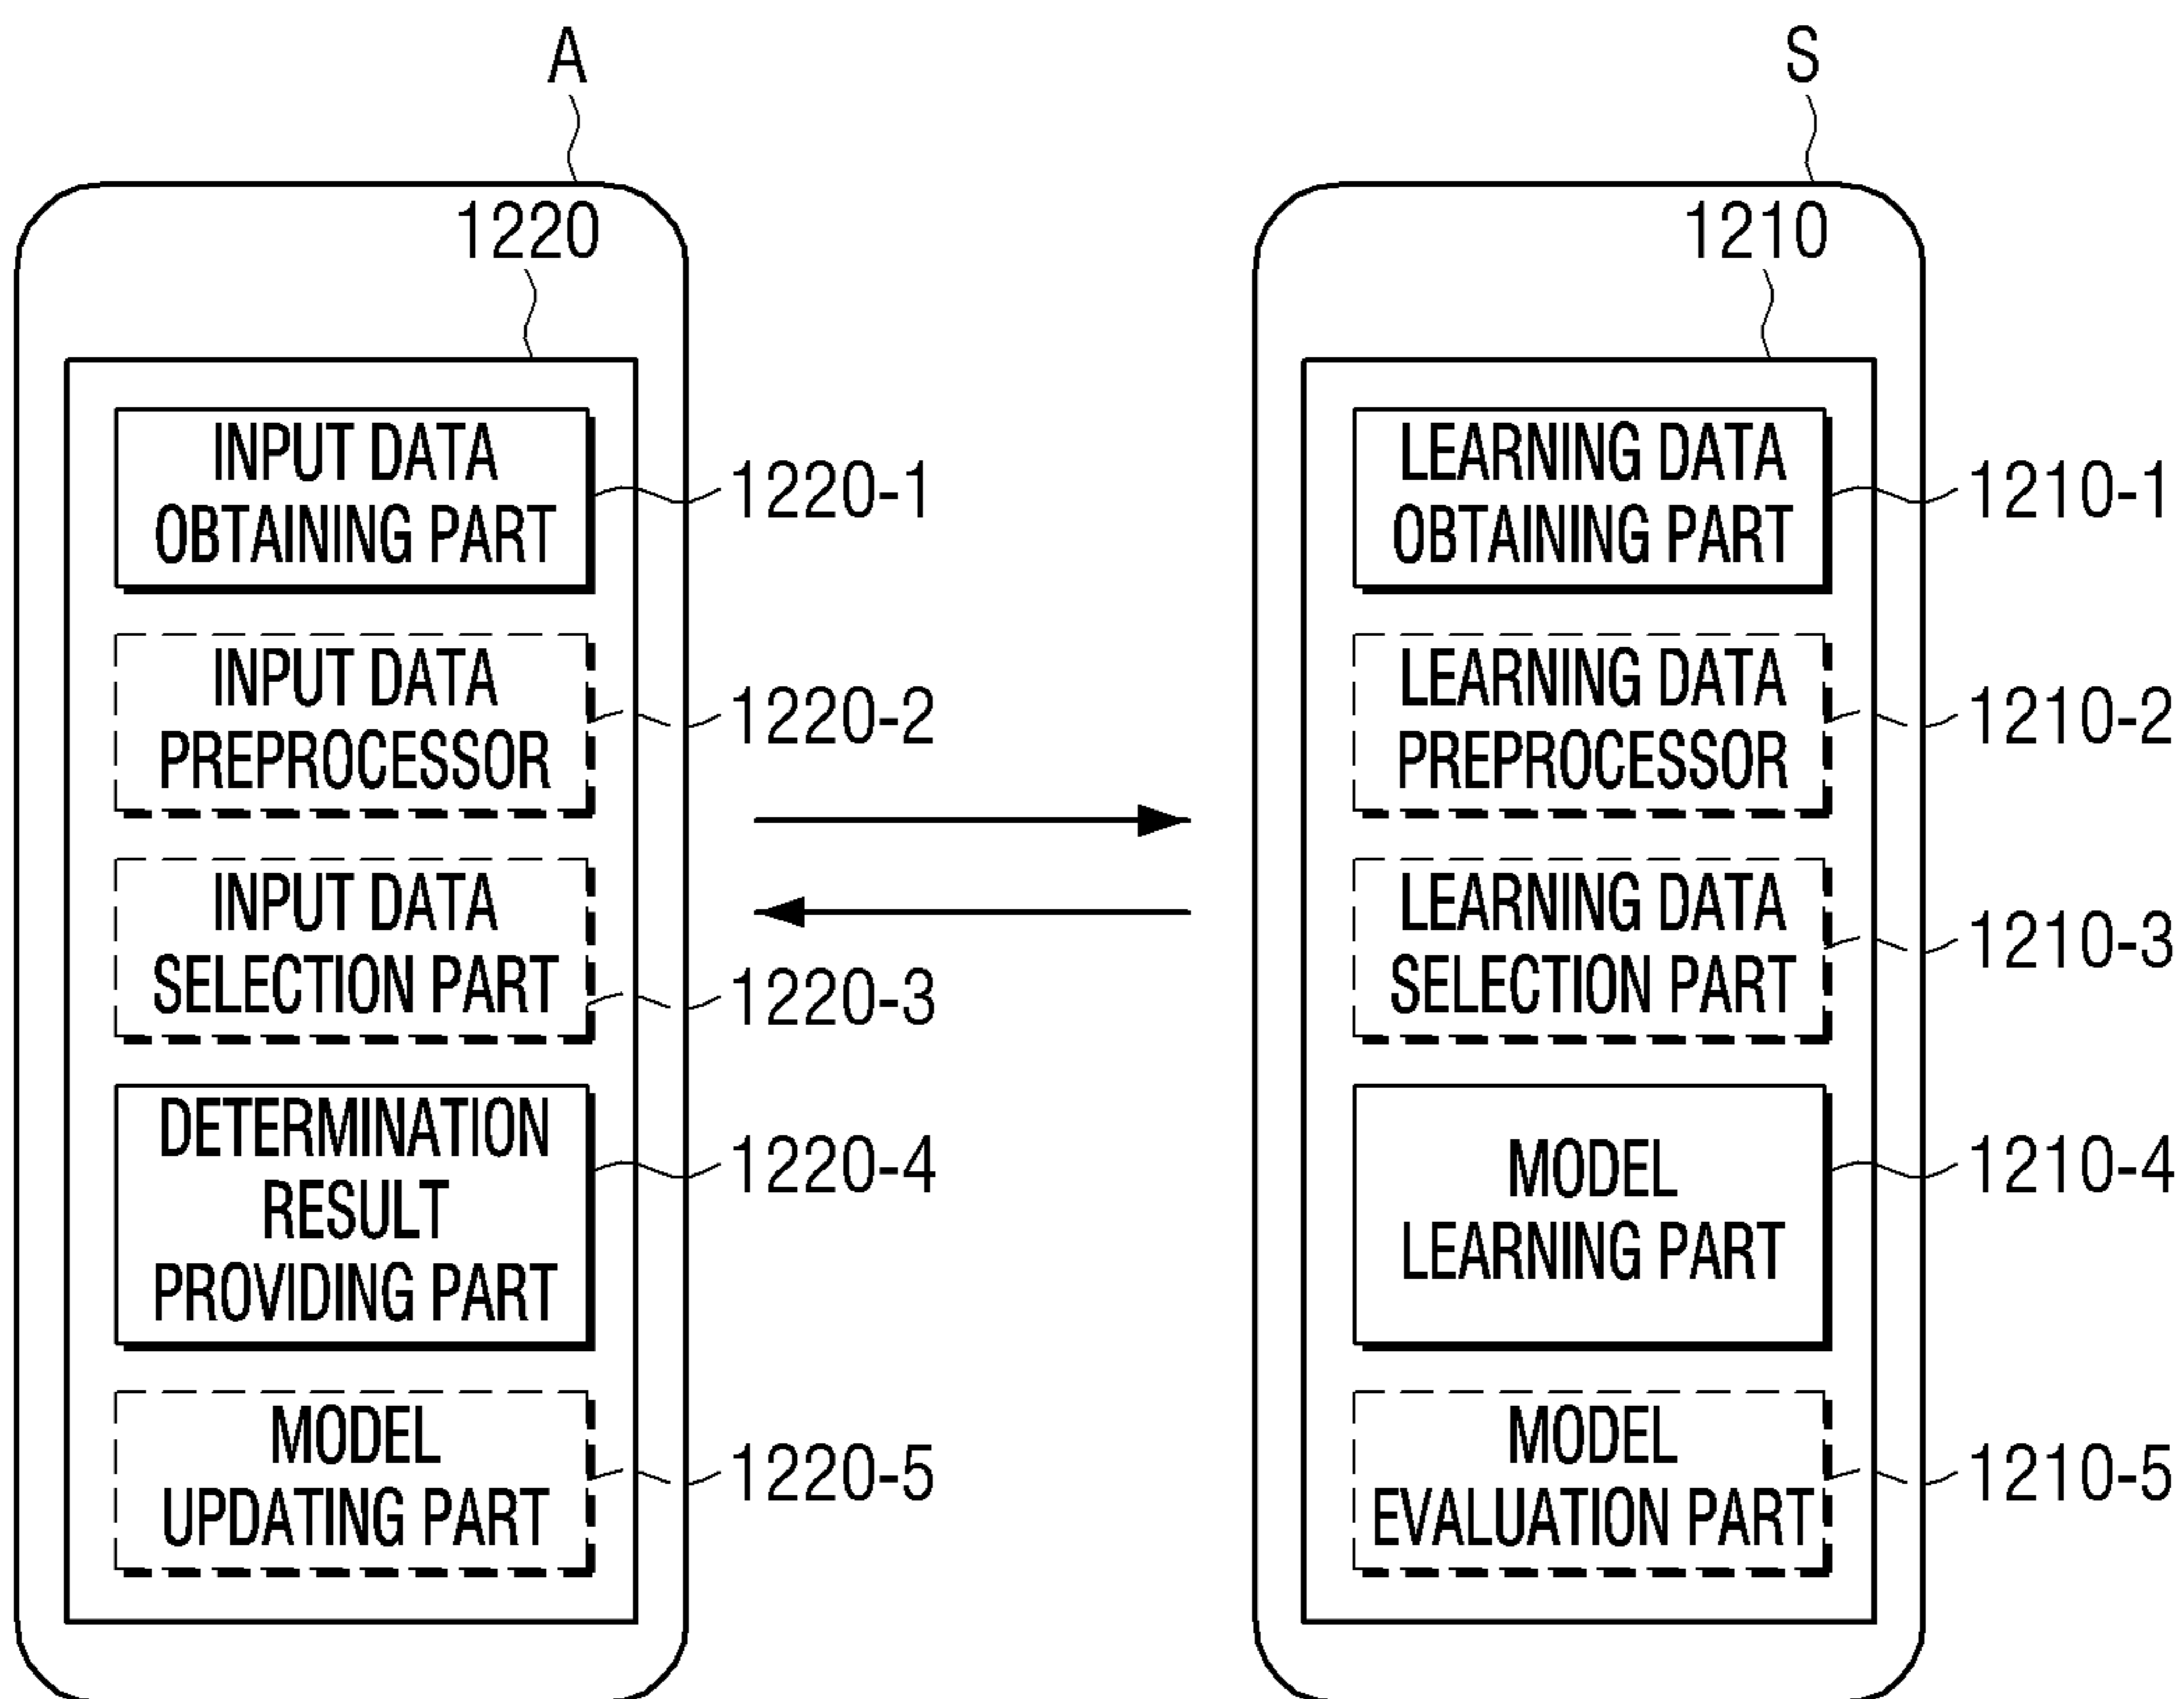 A
1220
INPUT DATA
OBTAINING PART
1220-1
INPUT DATA
PREPROCESSOR
1220-2
INPUT DATA
SELECTION PART
1220-3
DETERMINATION
RESULT
PROVIDING PART
1220-4
MODEL
UPDATING PART
1220-5
S
1210
LEARNING DATA
OBTAINING PART
1210-1
LEARNING DATA
PREPROCESSOR
1210-2
LEARNING DATA
SELECTION PART
1210-3
MODEL
LEARNING PART
1210-4
MODEL
EVALUATION PART
1210-5